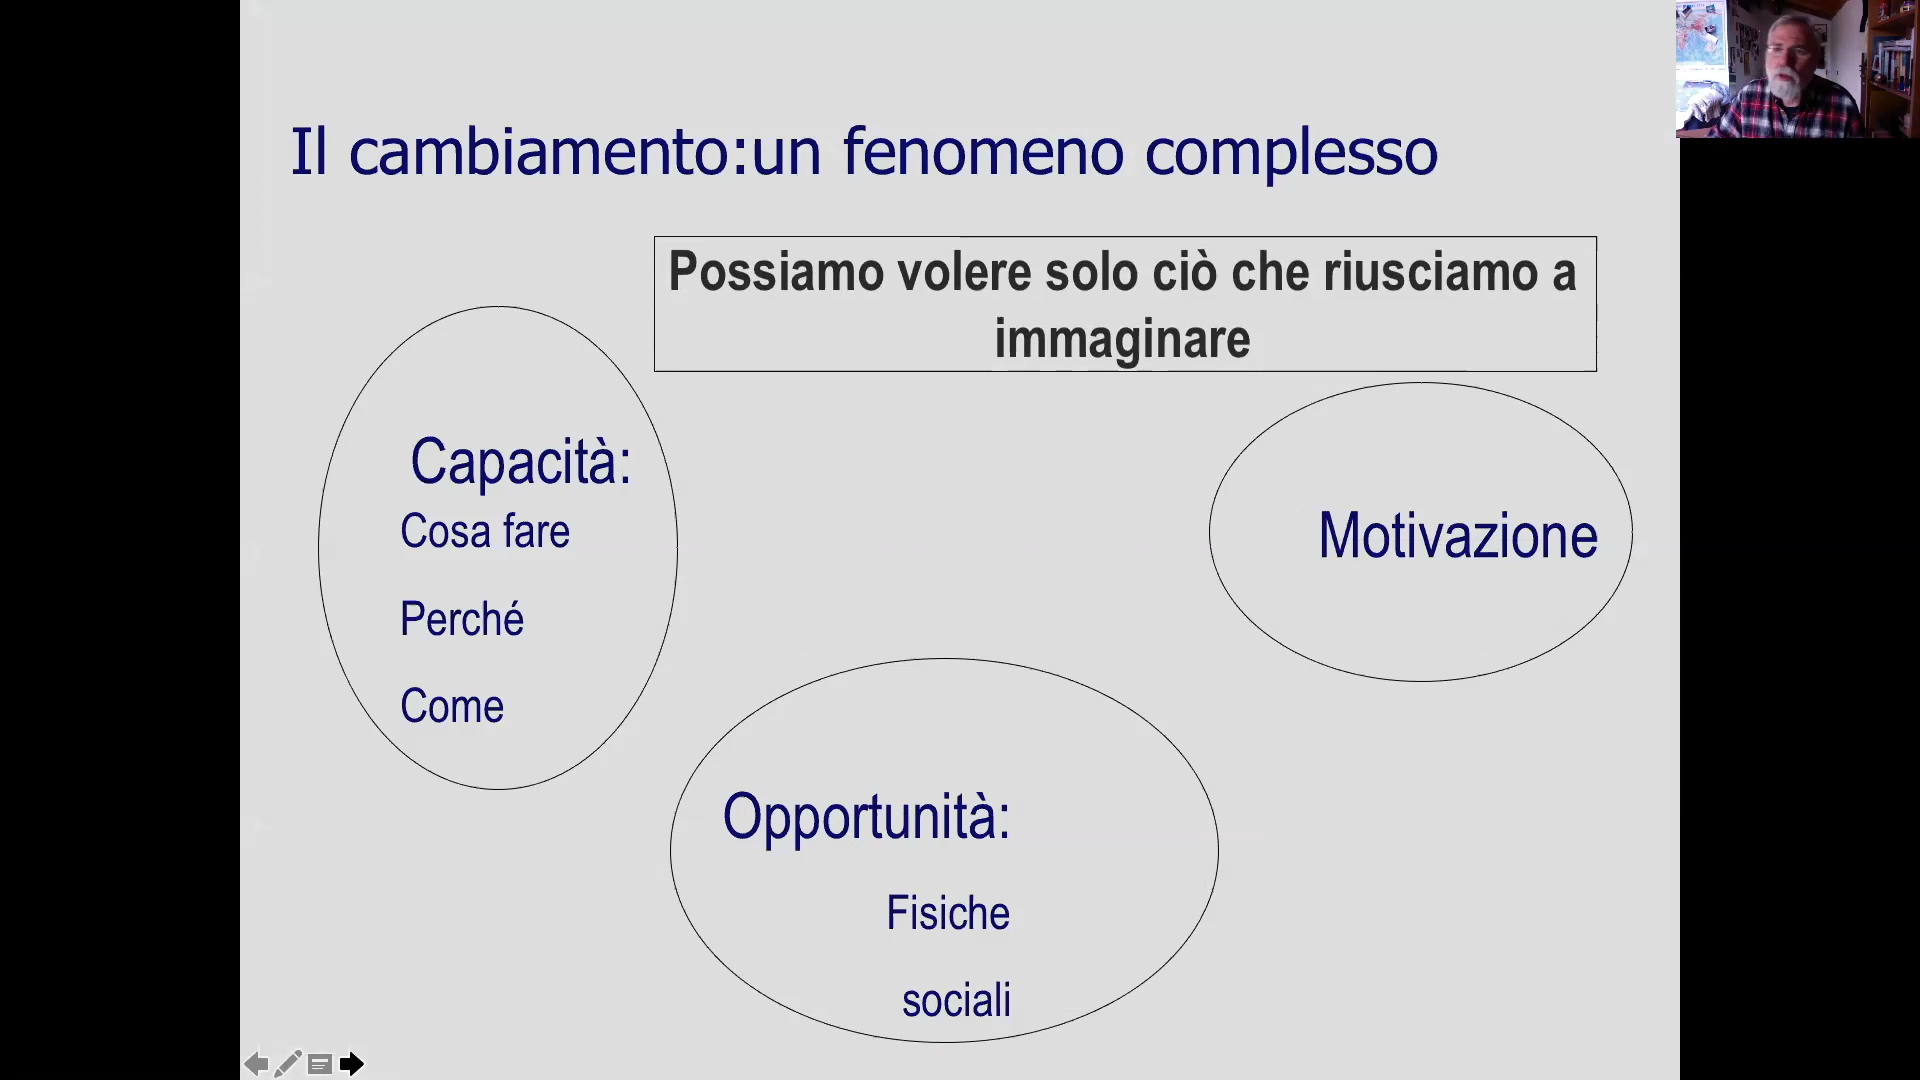 Il cambiamento:un fenomeno complesso
Possiamo volere solo ciò che riusciamo a
immaginare
Capacità:
Cosa fare
Perché
Come
Motivazione
Opportunità:
Fisiche
sociali